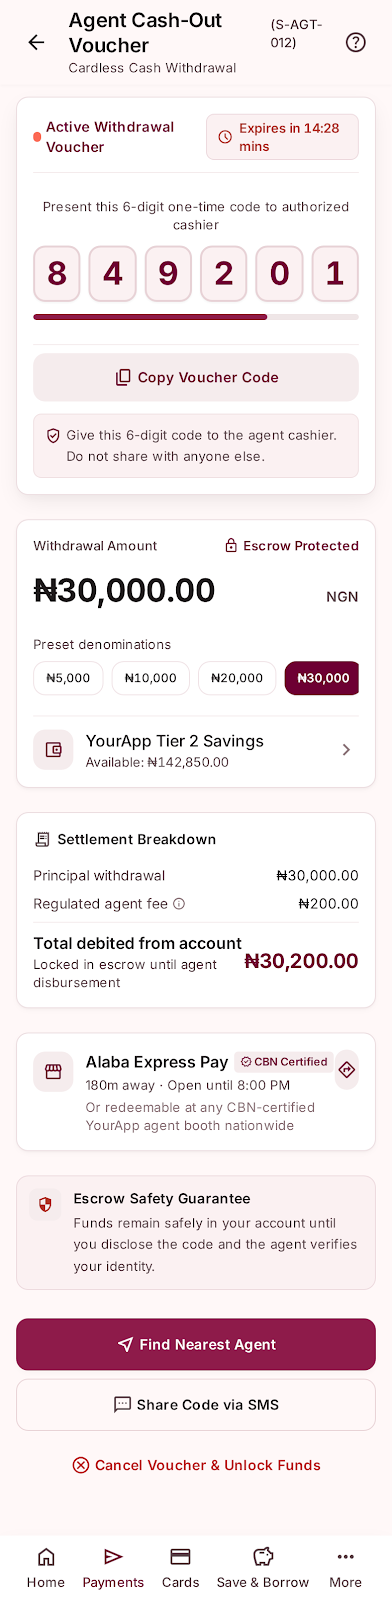 Agent Cash-Out
Voucher
(S-AGT-
012)
Cardless Cash Withdrawal
Active Withdrawal
Voucher
Expires in 14:28
mins
Present this 6-digit one-time code to authorized
cashier
8 4 9 2 0 1
Copy Voucher Code
Give this 6-digit code to the agent cashier.
Do not share with anyone else.
Withdrawal Amount
Escrow Protected
₦30,000.00
NGN
Preset denominations
₦5,000 ₦10,000 ₦20,000 ₦30,000
YourApp Tier 2 Savings
Available: ₦142,850.00
Settlement Breakdown
Principal withdrawal ₦30,000.00
Regulated agent fee ₦200.00
Total debited from account
Locked in escrow until agent
disbursement
₦30,200.00
Alaba Express Pay CBN Certified
180m away · Open until 8:00 PM
Or redeemable at any CBN-certified
YourApp agent booth nationwide
Escrow Safety Guarantee
Funds remain safely in your account until
you disclose the code and the agent verifies
your identity.
Find Nearest Agent
Share Code via SMS
Cancel Voucher & Unlock Funds
Home Payments Cards Save & Borrow More